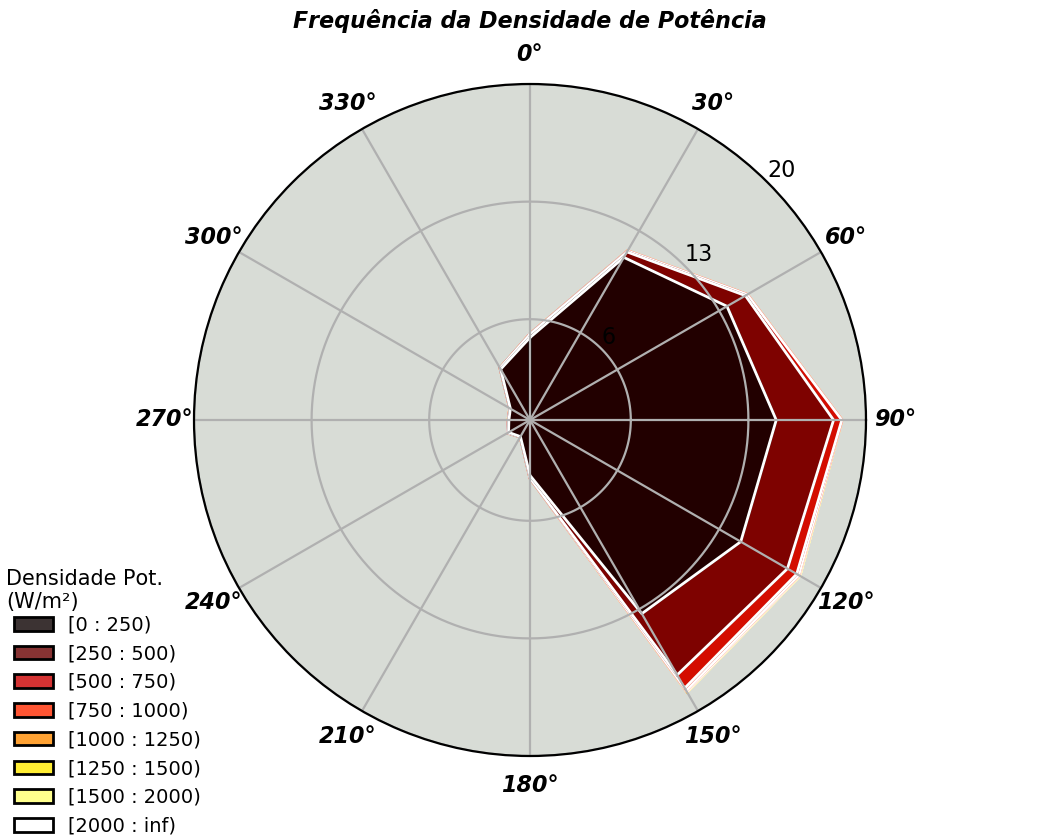 Frequência da Densidade de Potência
0°
330°
30°
20
300°
60°
13
6
270°
90°
240°
120°
210°
150°
180°
Densidade Pot.
(W/m²)
[0 : 250)
[250 : 500)
[500 : 750)
[750 : 1000)
[1000 : 1250)
[1250 : 1500)
[1500 : 2000)
[2000 : inf)